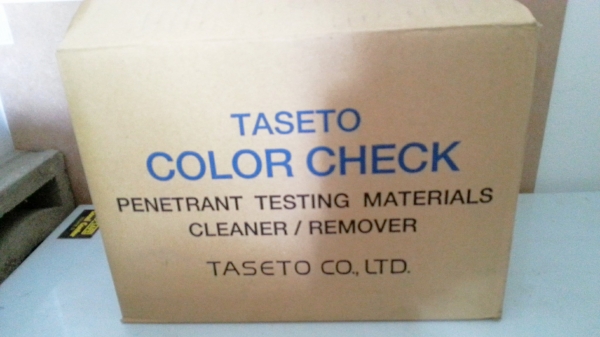 TASETO
COLOR CHECK
PENETRANT TESTING MATERIALS
CLEANER / REMOVER
TASETO CO., LTD.